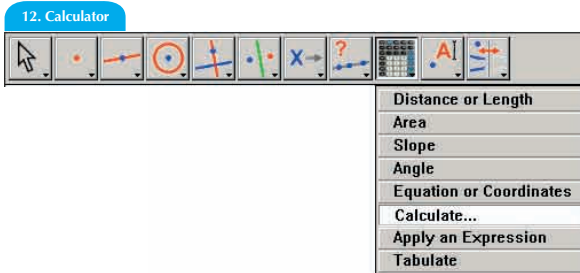 12. Calculator
X
?
A
Distance or Length
Area
Slope
Angle
Equation or Coordinates
Calculate...
Apply an Expression
Tabulate